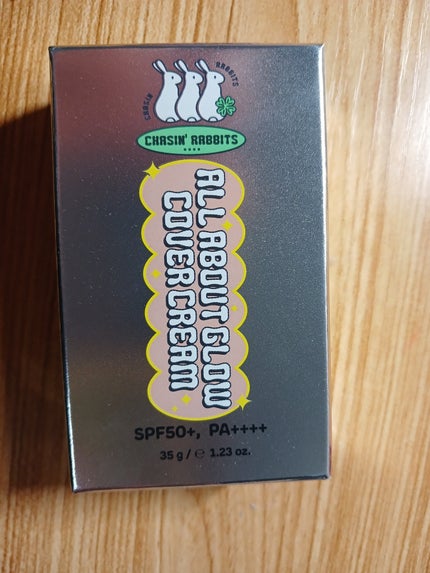 CHASIN' RABBITS
CHASIN' RABBITS
ALL ABOUT GLOW
COVER CREAM
SPF50+, PA++++
35 g / ℮ 1.23 oz.